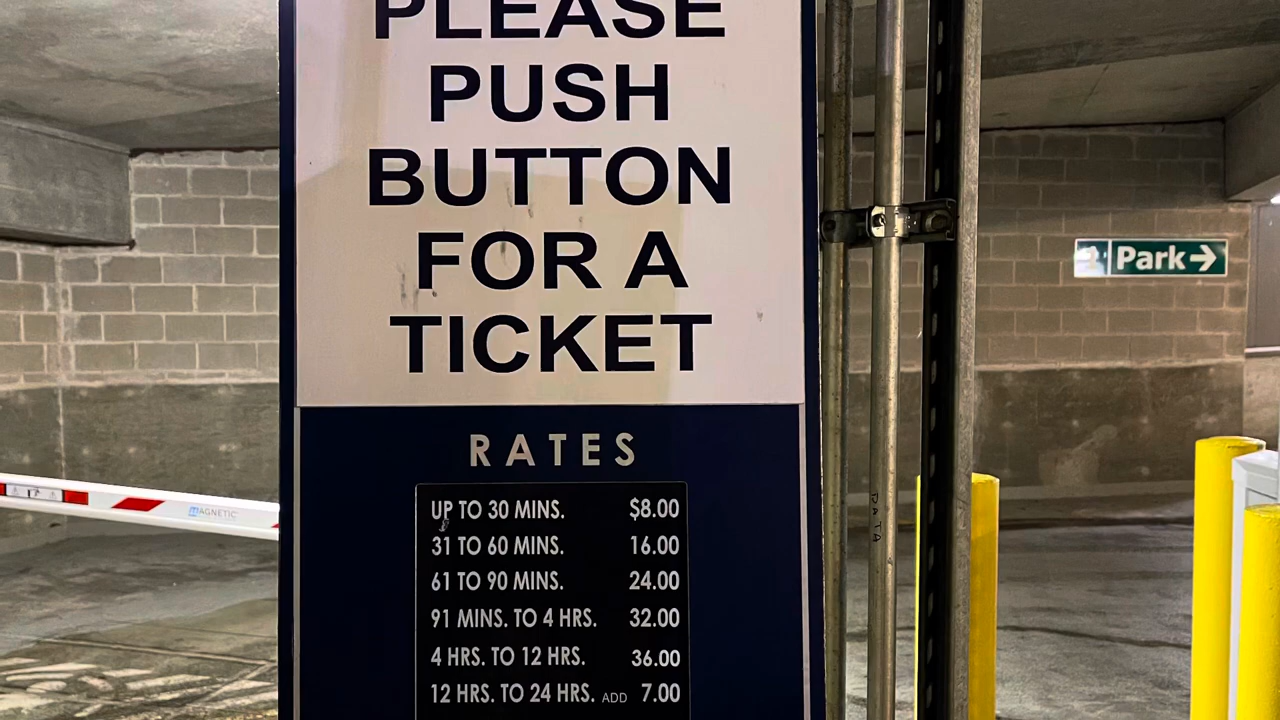 PLEASE
PUSH
BUTTON
FOR A
TICKET
RATES
UP TO 30 MINS. $8.00
31 TO 60 MINS. 16.00
61 TO 90 MINS. 24.00
91 MINS. TO 4 HRS. 32.00
4 HRS. TO 12 HRS. 36.00
12 HRS. TO 24 HRS. ADD 7.00
Park→
MAGNETIC
DATA